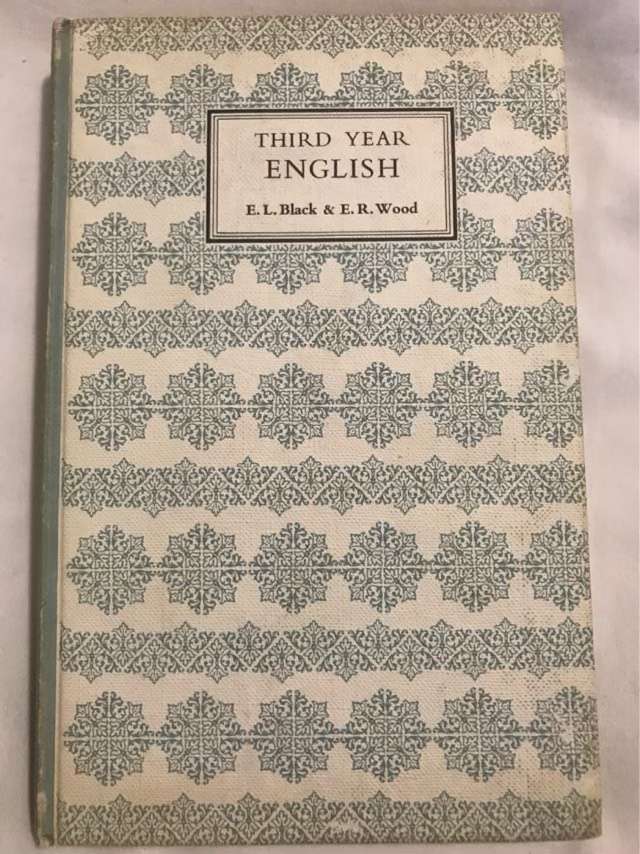 THIRD YEAR
ENGLISH
E. L. Black & E. R. Wood